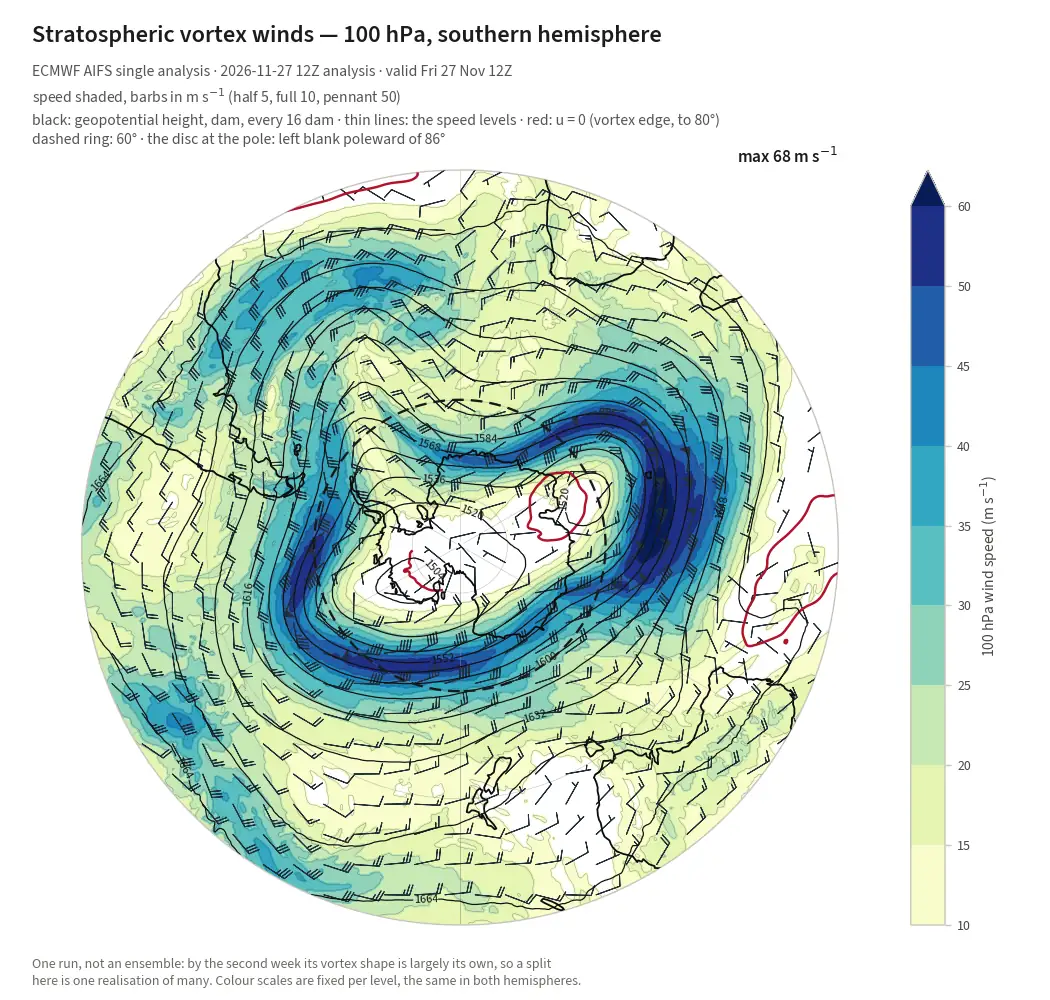 Stratospheric vortex winds — 100 hPa, southern hemisphere
ECMWF AIFS single analysis · 2026-11-27 12Z analysis · valid Fri 27 Nov 12Z
speed shaded, barbs in m s⁻¹ (half 5, full 10, pennant 50)
black: geopotential height, dam, every 16 dam · thin lines: the speed levels · red: u = 0 (vortex edge, to 80°)
dashed ring: 60° · the disc at the pole: left blank poleward of 86°
max 68 m s⁻¹
60
50
45
40
35
30
25
20
15
10
100 hPa wind speed (m s⁻¹)
1584
1568
1536
1520
1520
1504
1664
1616
1552
1600
1632
1664
One run, not an ensemble: by the second week its vortex shape is largely its own, so a split
here is one realisation of many. Colour scales are fixed per level, the same in both hemispheres.